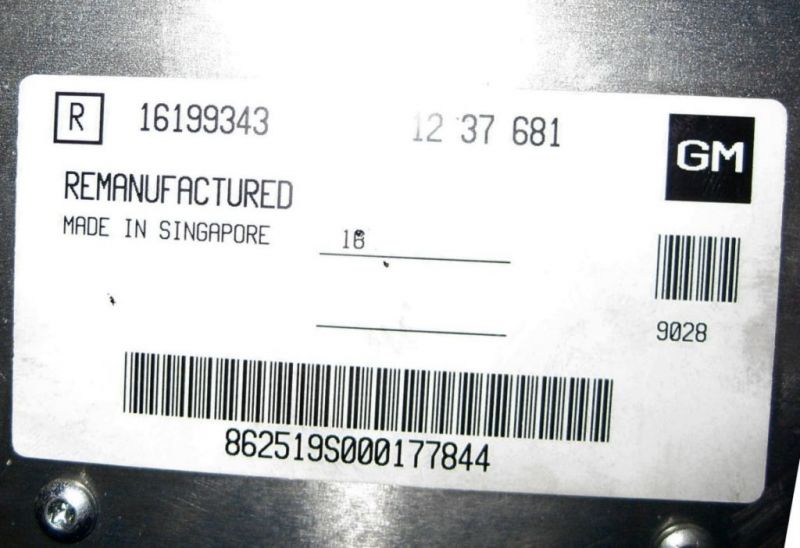 R 16199343 12 37 681
GM
REMANUFACTURED
MADE IN SINGAPORE
18
9028
862519S000177844